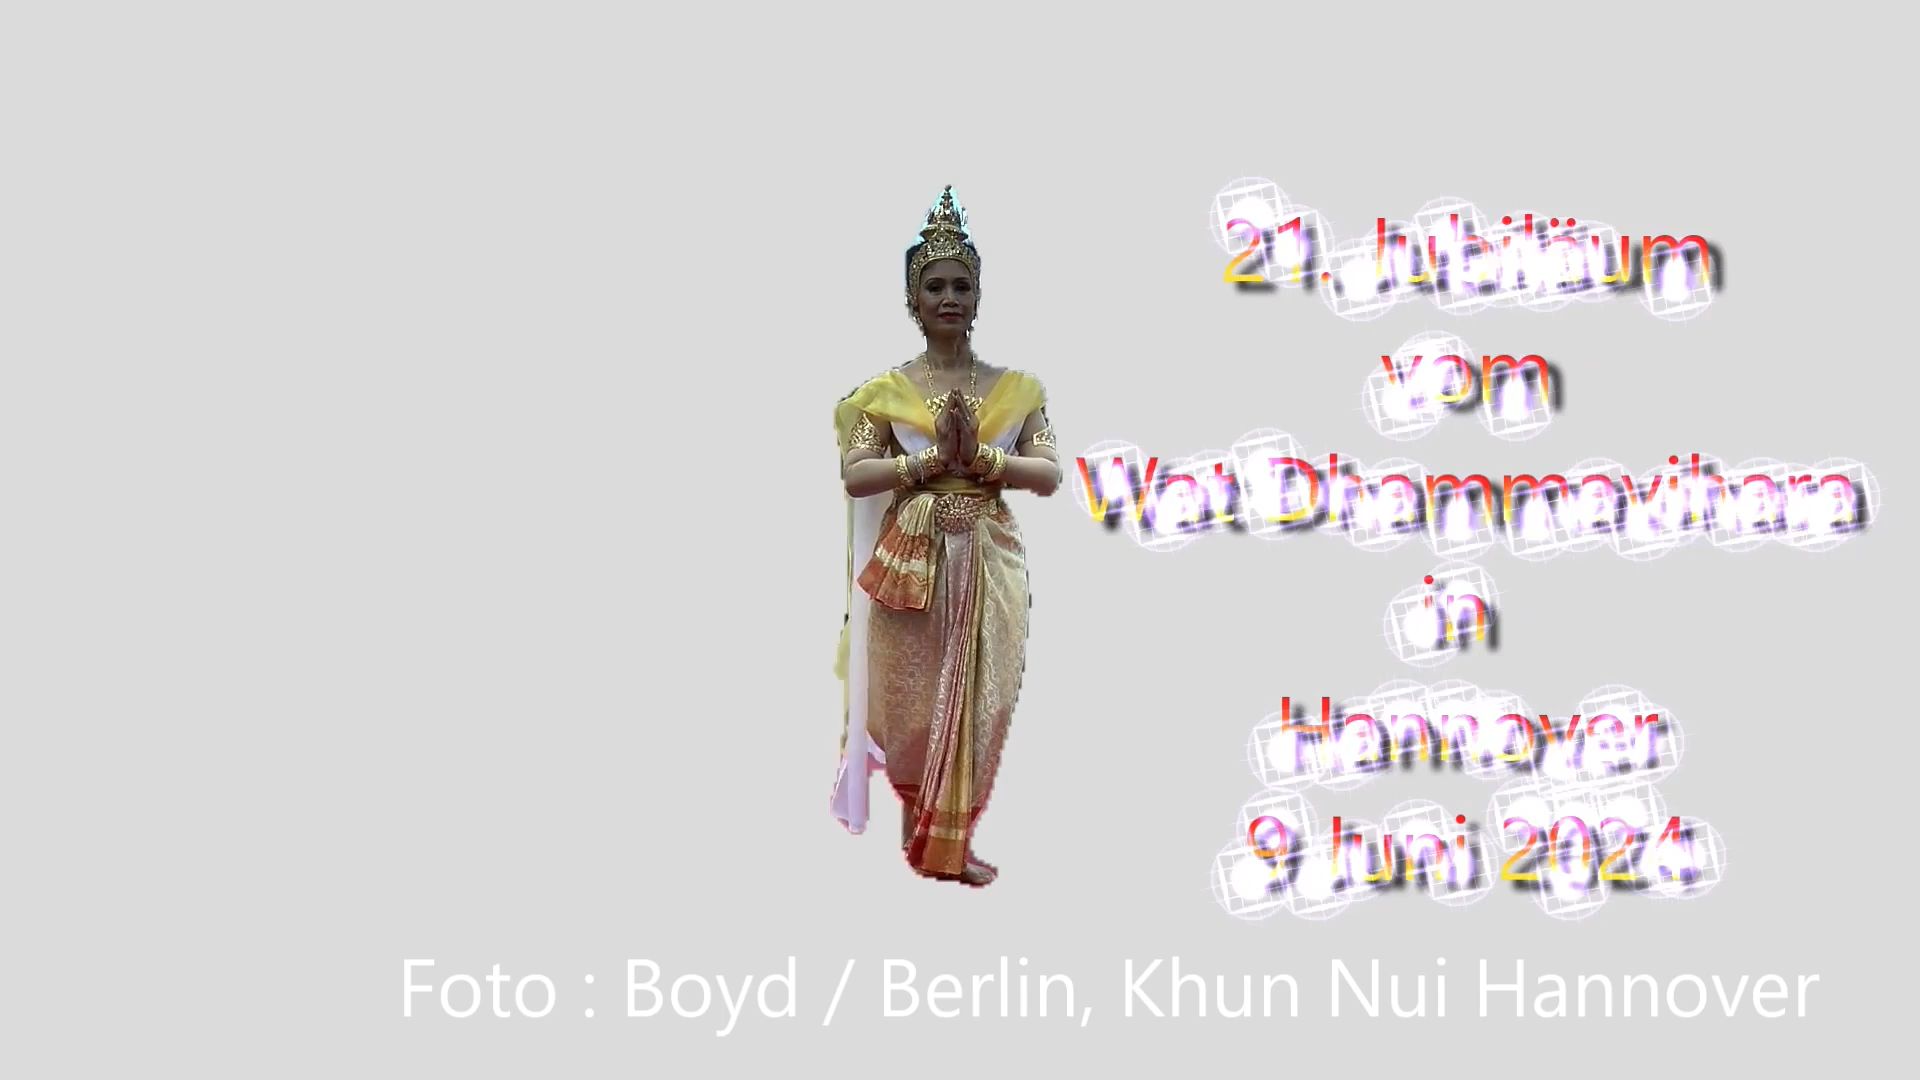 21. Jubiläum
vom
Wat Dhammavihara
in
Hannover
9 Juni 2024
Foto : Boyd / Berlin, Khun Nui Hannover